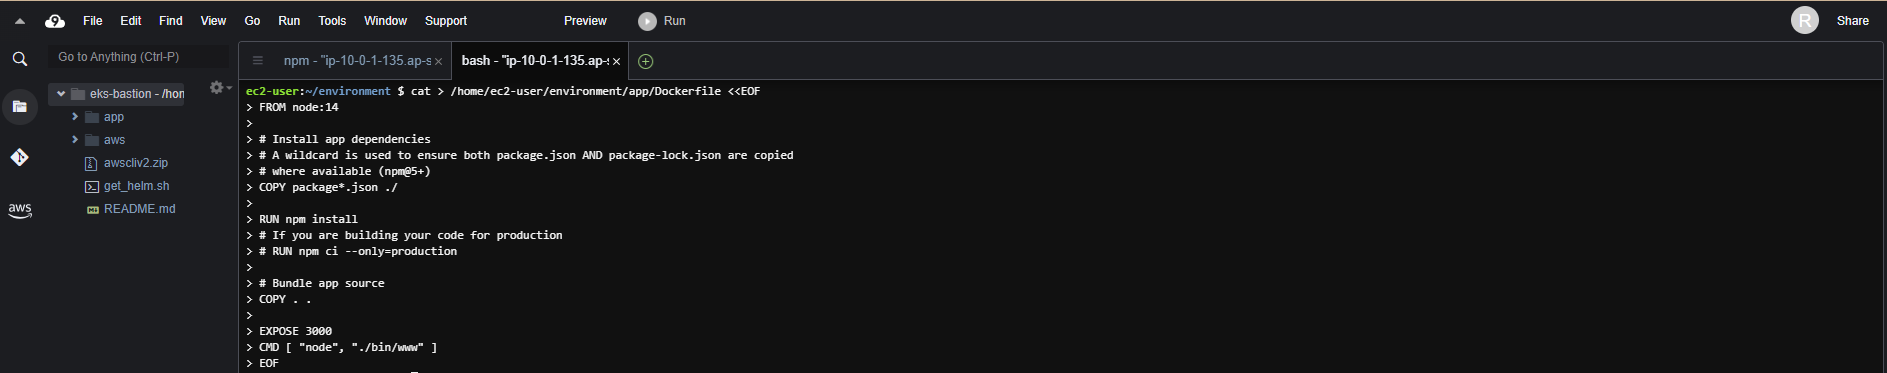 9 File Edit Find View Go Run Tools Window Support Preview Run R Share
Go to Anything (Ctrl-P)
npm - "ip-10-0-1-135.ap-s × bash - "ip-10-0-1-135.ap-s ×
eks-bastion - /hon
app
aws
awscliv2.zip
get_helm.sh
README.md
aws
ec2-user:~/environment $ cat > /home/ec2-user/environment/app/Dockerfile <<EOF
> FROM node:14
>
> # Install app dependencies
> # A wildcard is used to ensure both package.json AND package-lock.json are copied
> # where available (npm@5+)
> COPY package*.json ./
>
> RUN npm install
> # If you are building your code for production
> # RUN npm ci --only=production
>
> # Bundle app source
> COPY . .
>
> EXPOSE 3000
> CMD [ "node", "./bin/www" ]
> EOF